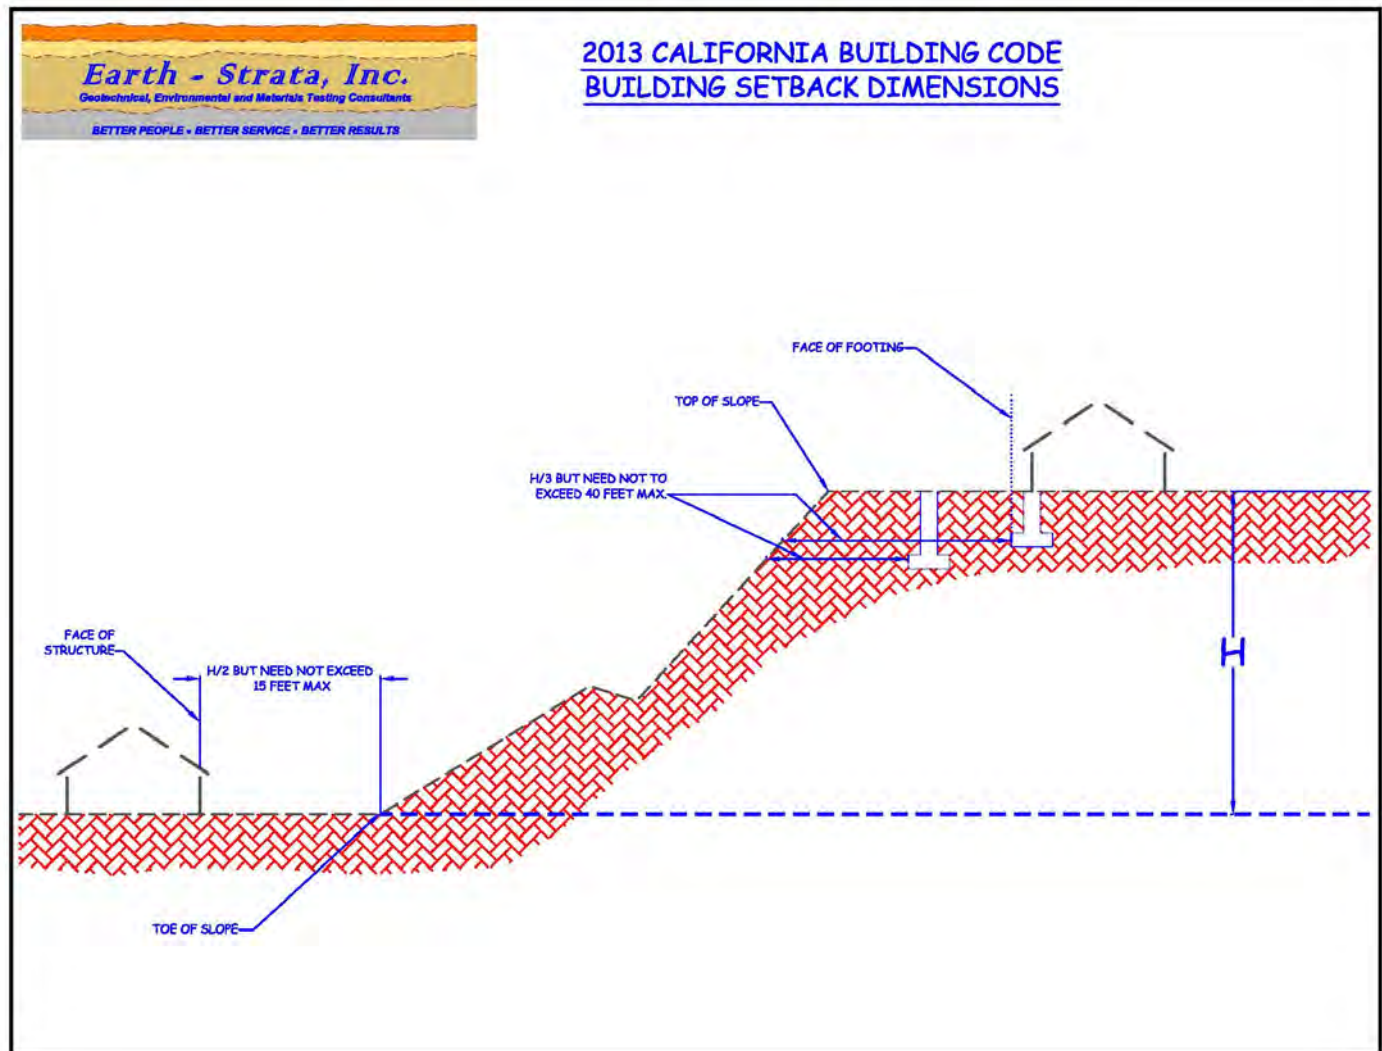 Earth - Strata, Inc.
Geotechnical, Environmental and Materials Testing Consultants
BETTER PEOPLE • BETTER SERVICE • BETTER RESULTS
2013 CALIFORNIA BUILDING CODE
BUILDING SETBACK DIMENSIONS
FACE OF FOOTING
TOP OF SLOPE
H/3 BUT NEED NOT TO
EXCEED 40 FEET MAX.
FACE OF
STRUCTURE
H/2 BUT NEED NOT EXCEED
15 FEET MAX
H
TOE OF SLOPE